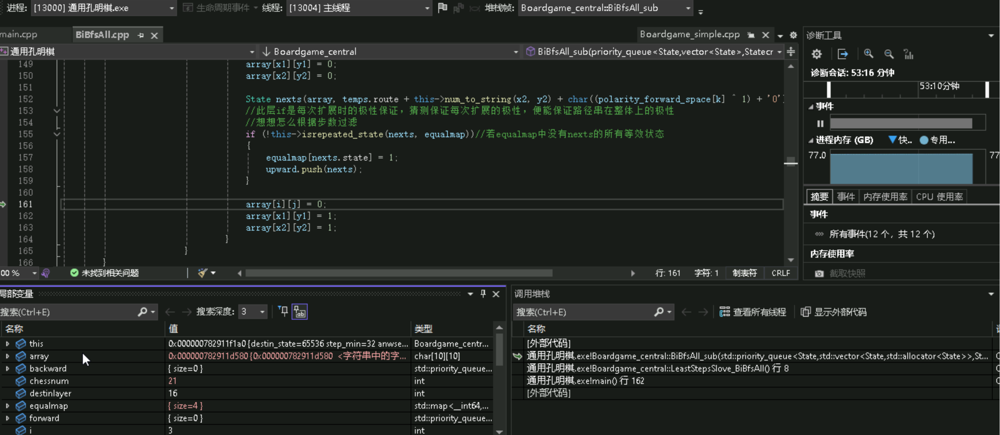 进程: [13000] 通用孔明棋.exe 生命周期事件 线程: [13004] 主线程 堆栈帧: Boardgame_central::BiBfsAll_sub
main.cpp BiBfsAll.cpp Boardgame_simple.cpp
通用孔明棋 Boardgame_central BiBfsAll_sub(priority_queue<State,vector<State>,Statecr
149 array[x1][y1] = 0;
150 array[x2][y2] = 0;
151
152 State nexts(array, temps.route + this->num_to_string(x2, y2) + char((polarity_forward_space[k] ^ 1) + '0')
153 //此层if是每次扩展时的极性保证，猜测保证每次扩展的极性，便能保证路径串在整体上的极性
154 //想想怎么根据步数过滤
155 if (!this->isrepeated_state(nexts, equalmap))//若equalmap中没有nexts的所有等效状态
156 {
157 equalmap[nexts.state] = 1;
158 upward.push(nexts);
159 }
160
161 array[i][j] = 0;
162 array[x1][y1] = 1;
163 array[x2][y2] = 1;
164 }
165 }
166 }
00 % 未找到相关问题 行: 161 字符: 1 制表符 CRLF
诊断工具
诊断会话: 53:16 分钟
53:10分钟
事件
进程内存 (GB) 快.. 专用...
77.0 77
摘要 事件 内存使用率 CPU 使用率
事件
所有事件(12 个，共 12 个)
内存使用率
截取快照
局部变量
搜索(Ctrl+E) 搜索深度: 3
名称 值 类型
this 0x000000782911f1a0 {destin_state=65536 step_min=32 anwse... Boardgame_centr...
array 0x000000782911d580 {0x000000782911d580 <字符串中的字... char[10][10]
backward { size=0 } std::priority_queue...
chessnum 21 int
destinlayer 16 int
equalmap { size=4 } std::map<__int64,...
forward { size=0 } std::priority_queue...
i 3 int
调用堆栈
搜索(Ctrl+E) 查看所有线程 显示外部代码
名称
[外部代码]
通用孔明棋.exe!Boardgame_central::BiBfsAll_sub(std::priority_queue<State,std::vector<State,std::allocator<State>>,St...
通用孔明棋.exe!Boardgame_central::LeastStepsSlove_BiBfsAll() 行 8
通用孔明棋.exe!main() 行 162
[外部代码]